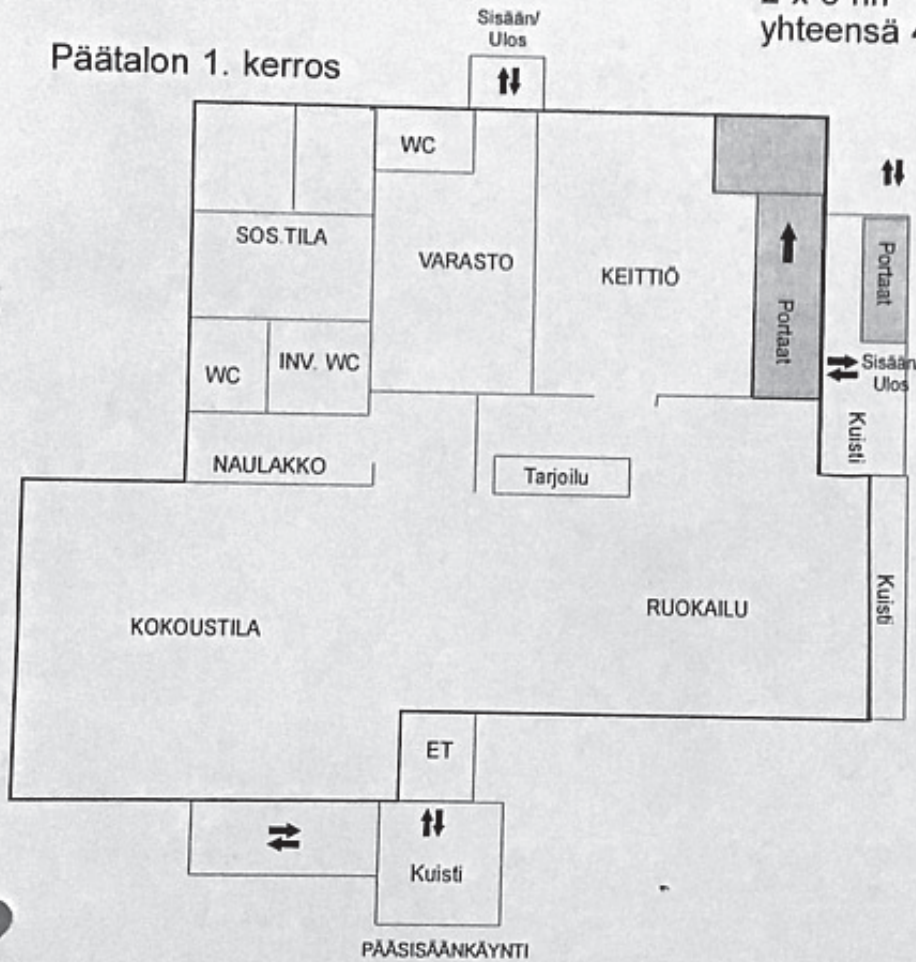 yhteensä
Päätalon 1. kerros
Sisään/
Ulos
WC
SOS.TILA
VARASTO
KEITTIÖ
Portaat
Portaat
WC
INV. WC
Sisään
Ulos
Kuisti
NAULAKKO
Tarjoilu
KOKOUSTILA
RUOKAILU
Kuisti
ET
Kuisti
PÄÄSISÄÄNKÄYNTI